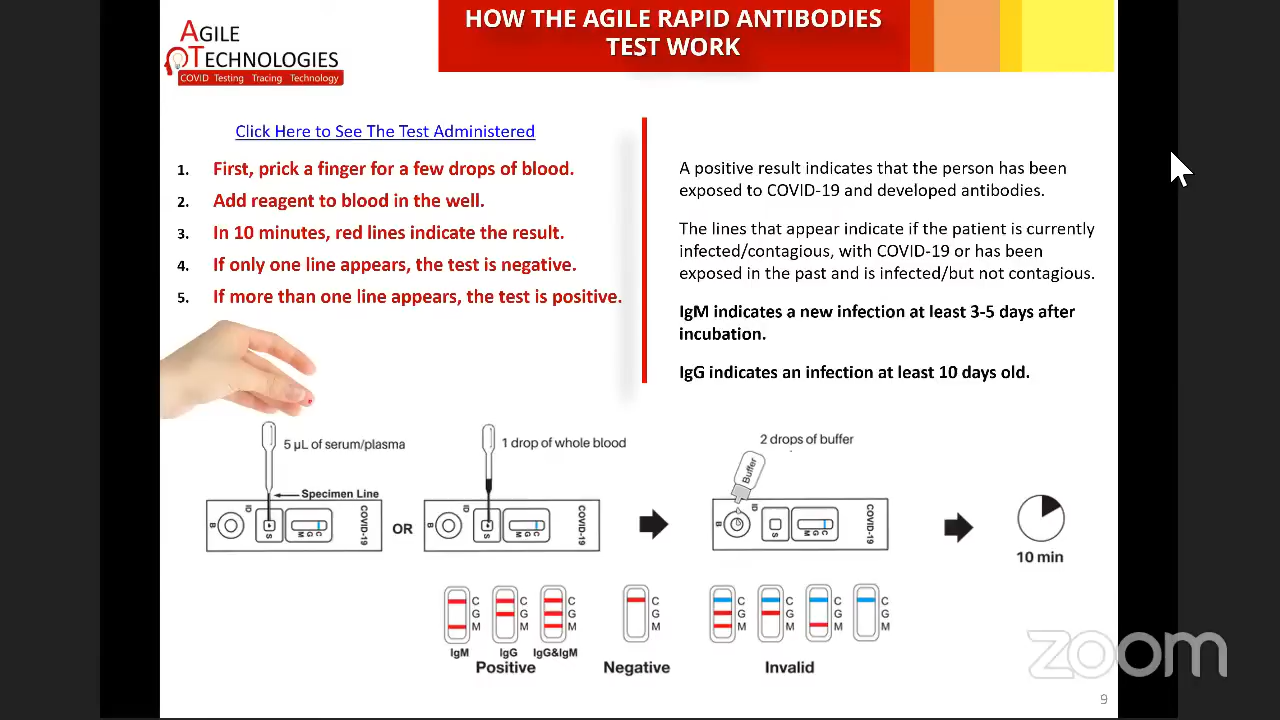 AGILE
TECHNOLOGIES
COVID Testing Tracing Technology
HOW THE AGILE RAPID ANTIBODIES
TEST WORK
Click Here to See The Test Administered
1. First, prick a finger for a few drops of blood.
2. Add reagent to blood in the well.
3. In 10 minutes, red lines indicate the result.
4. If only one line appears, the test is negative.
5. If more than one line appears, the test is positive.
A positive result indicates that the person has been
exposed to COVID-19 and developed antibodies.
The lines that appear indicate if the patient is currently
infected/contagious, with COVID-19 or has been
exposed in the past and is infected/but not contagious.
IgM indicates a new infection at least 3-5 days after
incubation.
IgG indicates an infection at least 10 days old.
5 µL of serum/plasma
Specimen Line
B ID S C G M COVID-19
OR
1 drop of whole blood
B ID S C G M COVID-19
2 drops of buffer
Buffer
B ID S C G M COVID-19
10 min
C
G
M
C
G
M
C
G
M
C
G
M
C
G
M
C
G
M
C
G
M
C
G
M
IgM IgG IgG&IgM
Positive
Negative
Invalid
zoom
9